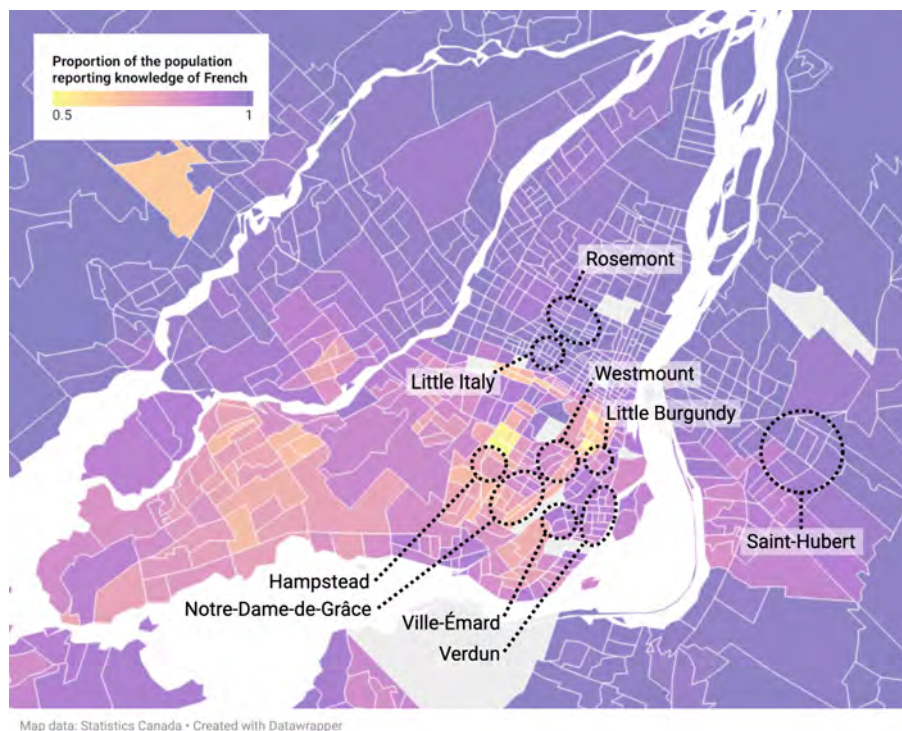 Proportion of the population
reporting knowledge of French
0.5 1
Rosemont
Little Italy
Westmount
Little Burgundy
Saint-Hubert
Hampstead
Notre-Dame-de-Grâce
Ville-Émard
Verdun
Map data: Statistics Canada • Created with Datawrapper